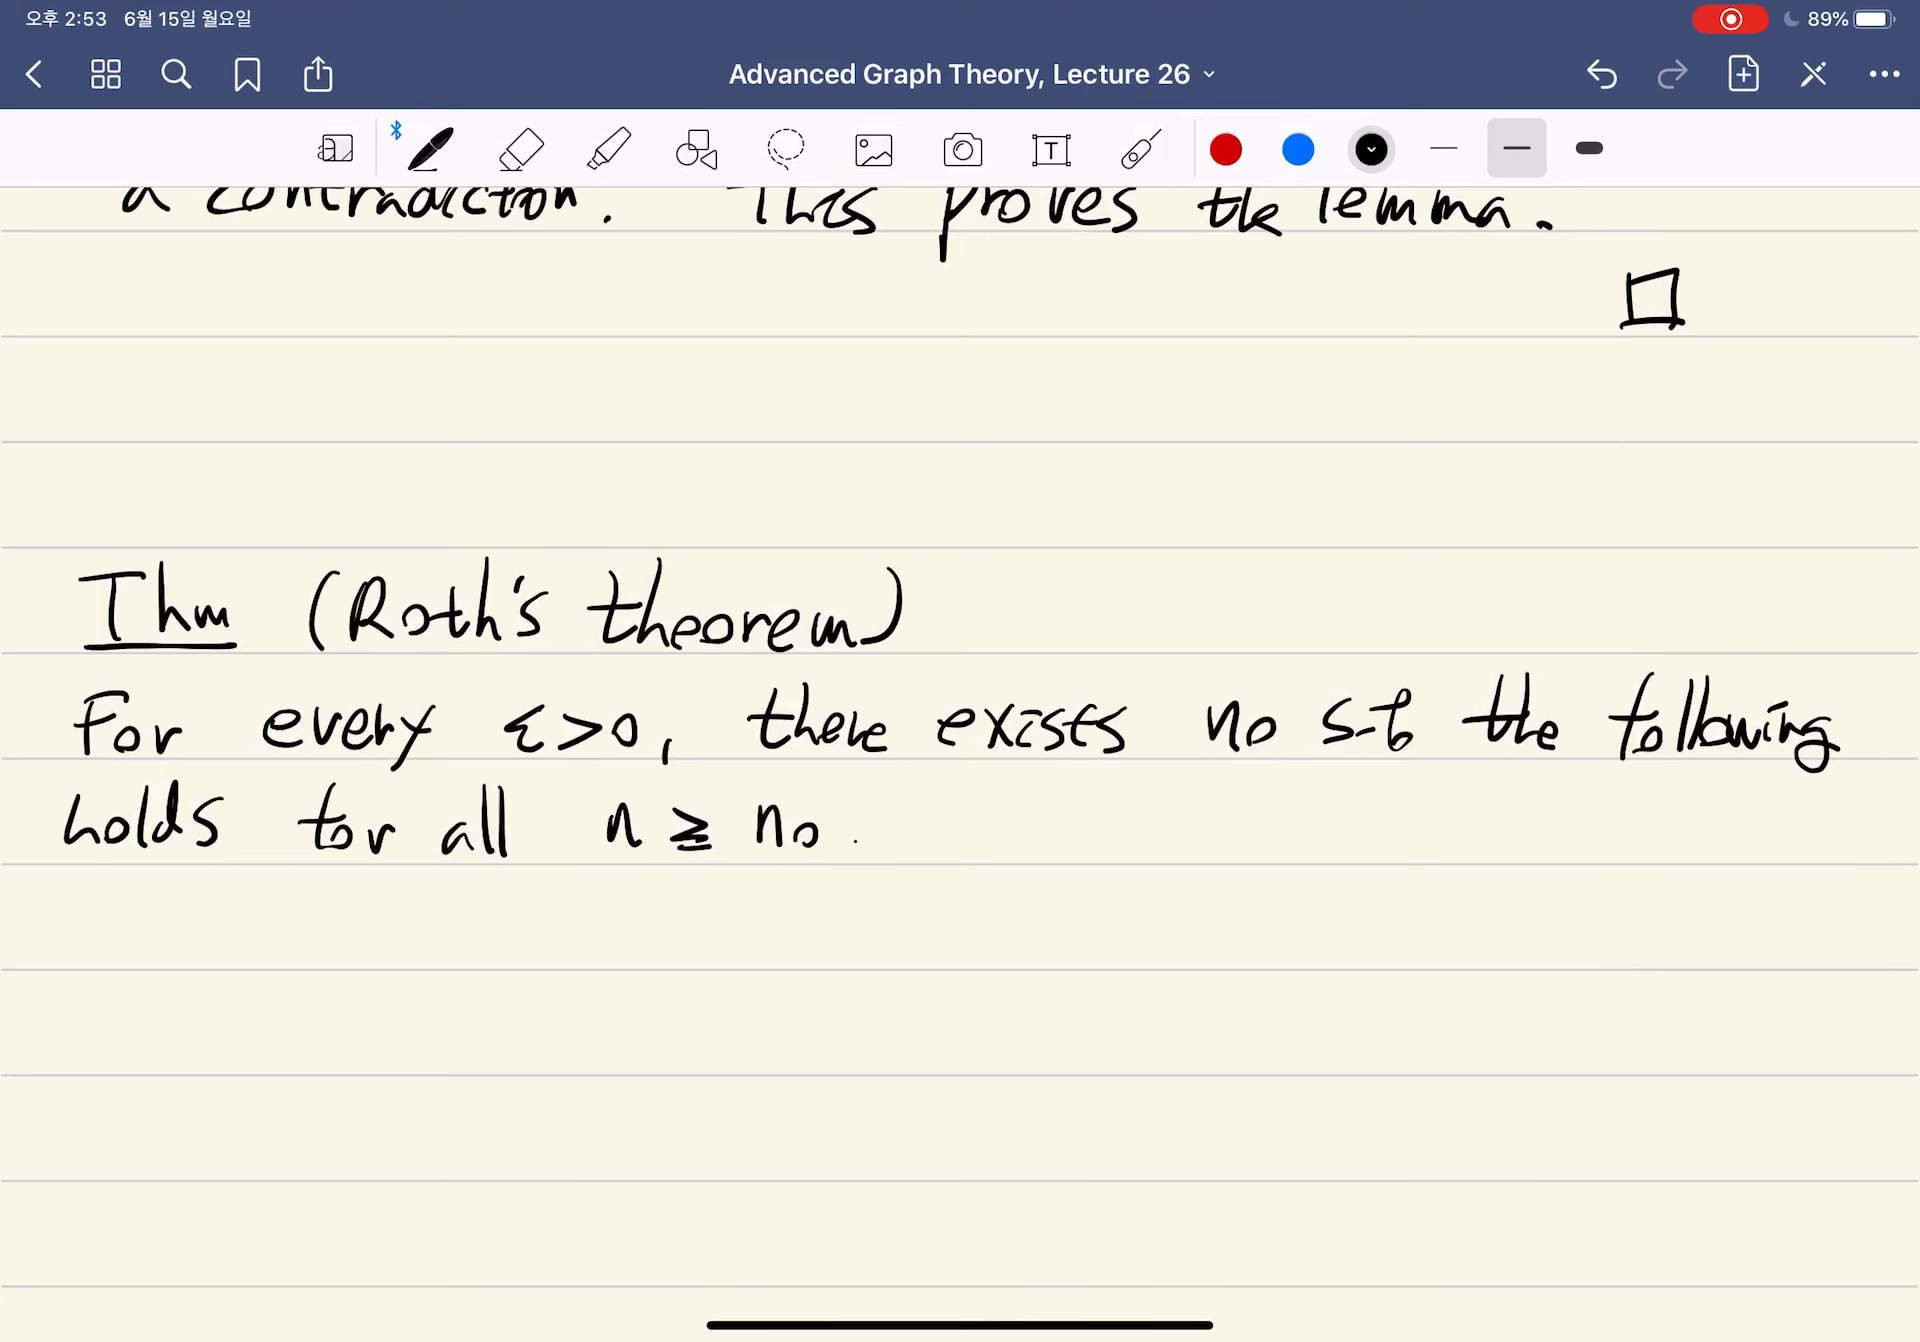 오후 2:53 6월 15일 월요일 89%
Advanced Graph Theory, Lecture 26
a contradiction. This proves the lemma.
Thm (Roth's theorem)
For every ε>0, there exists n₀ s.t the following
holds for all n ≥ n₀.